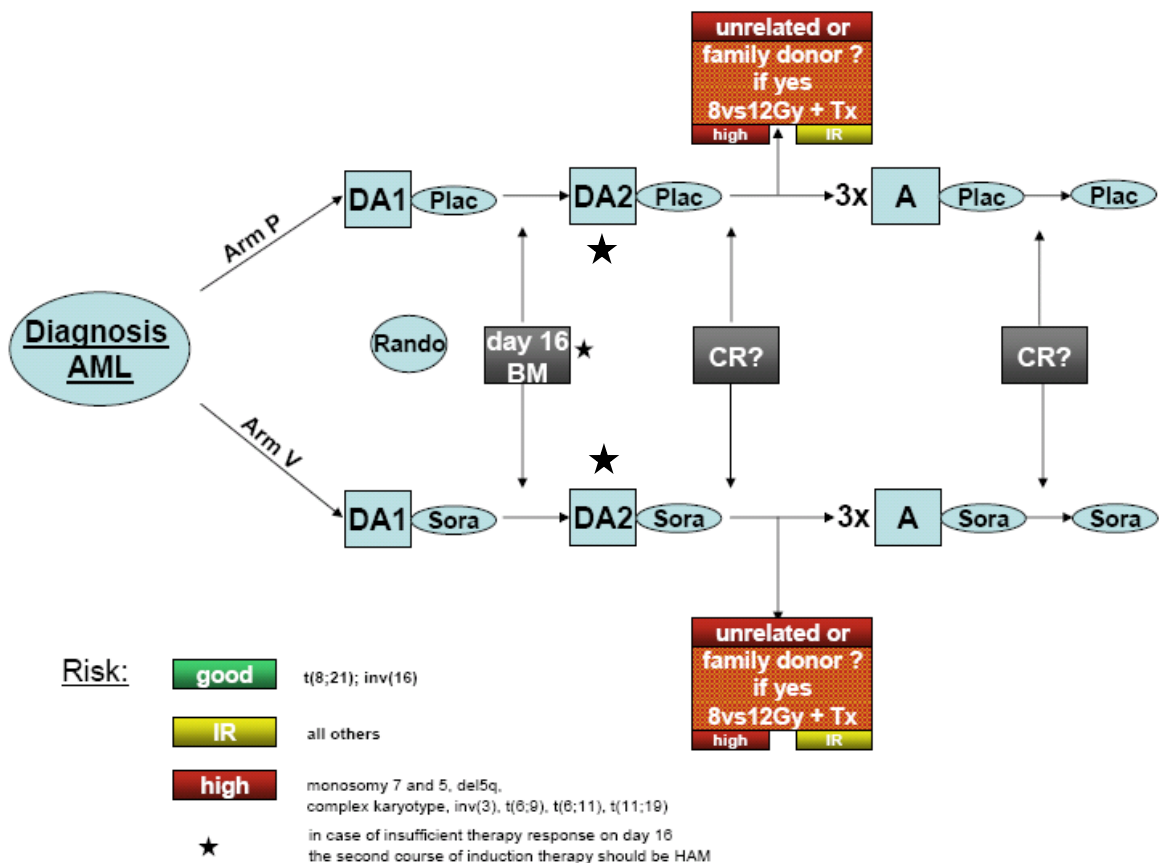 unrelated or
family donor ?
if yes
8vs12Gy + Tx
high IR
DA1 Plac DA2 Plac 3x A Plac Plac
Arm P
Diagnosis
AML
Rando
day 16
BM
CR?
CR?
Arm V
DA1 Sora DA2 Sora 3x A Sora Sora
unrelated or
family donor ?
if yes
8vs12Gy + Tx
high IR
Risk:
good t(8;21); inv(16)
IR all others
high monosomy 7 and 5, del5q,
complex karyotype, inv(3), t(6;9), t(6;11), t(11;19)
in case of insufficient therapy response on day 16
the second course of induction therapy should be HAM